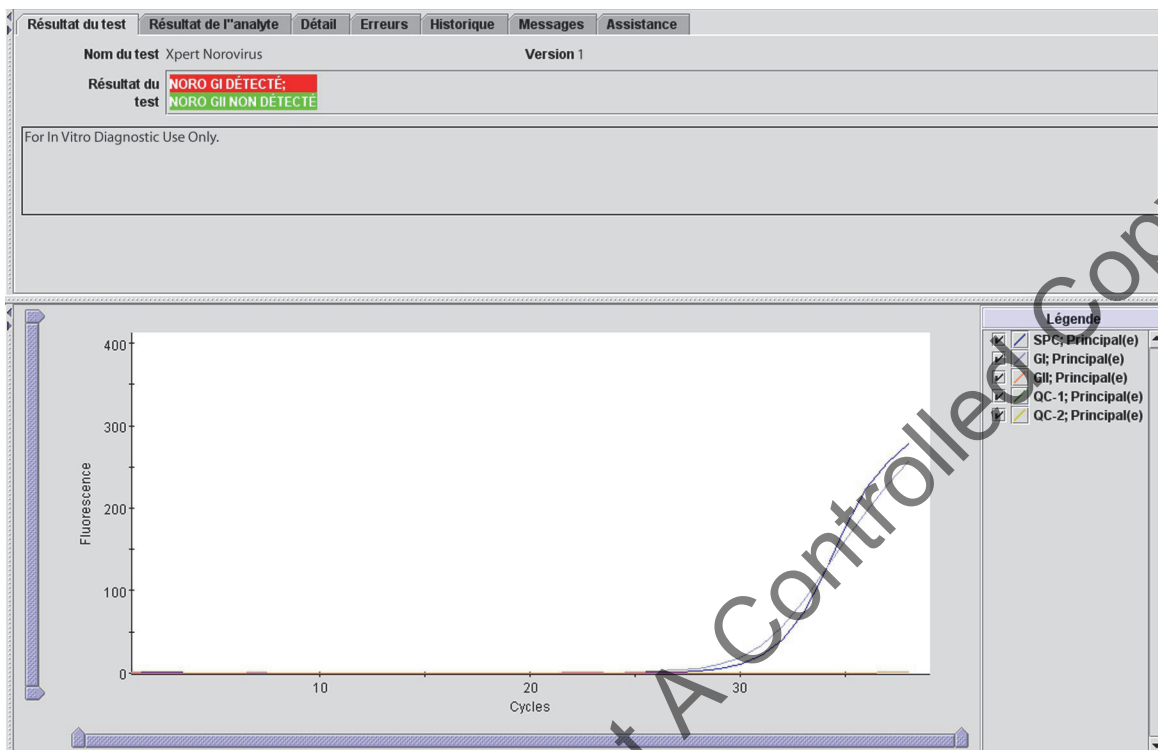 Résultat du test Résultat de l''analyte Détail Erreurs Historique Messages Assistance
Nom du test Xpert Norovirus Version 1
Résultat du test NORO GI DÉTECTÉ;
NORO GII NON DÉTECTÉ
For In Vitro Diagnostic Use Only.
Légende
SPC; Principal(e)
GI; Principal(e)
GII; Principal(e)
QC-1; Principal(e)
QC-2; Principal(e)
400
300
200
100
0
Fluorescence
10 20 30
Cycles
t A Controlled Cop